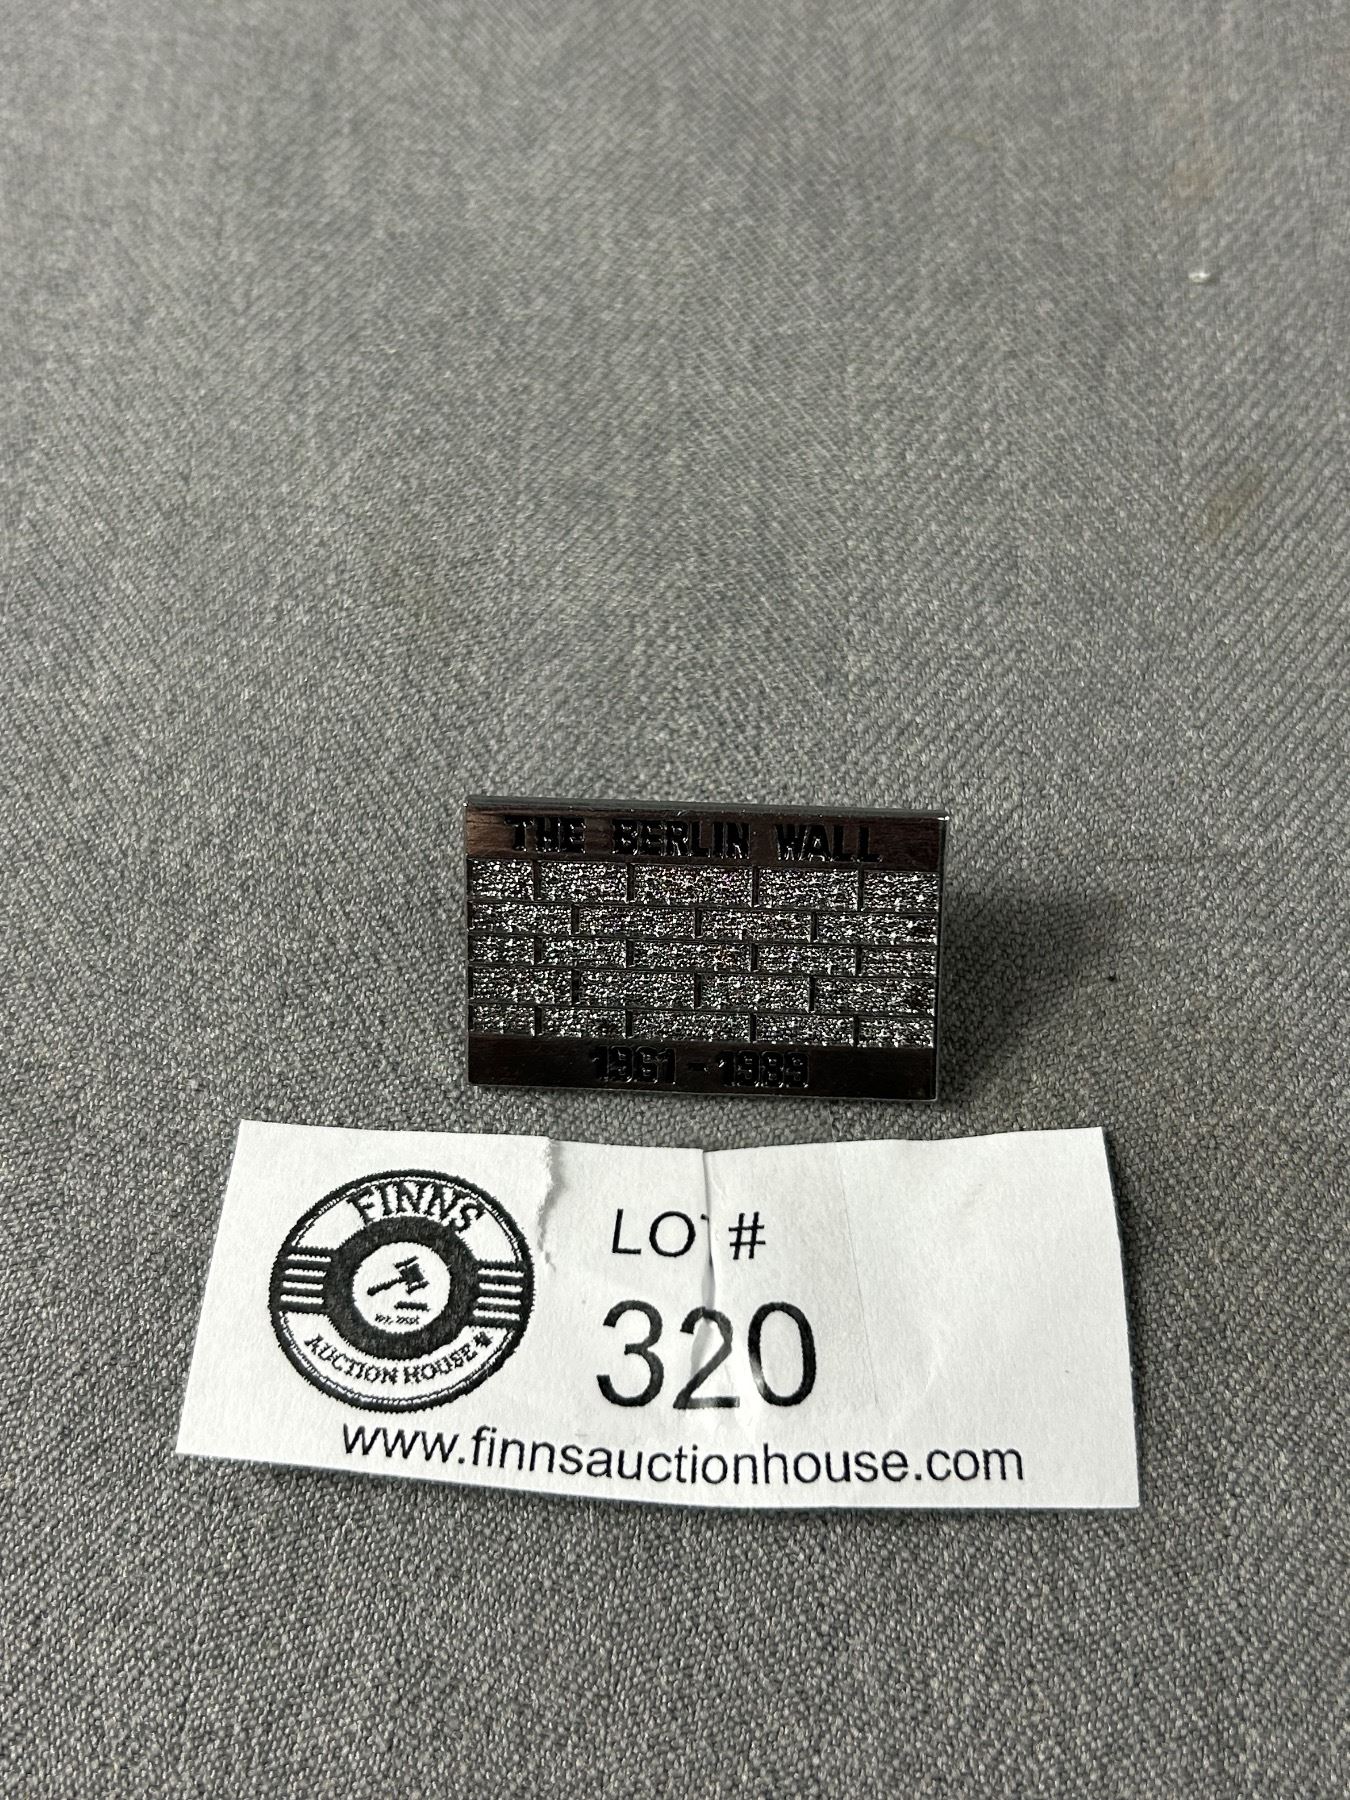 THE BERLIN WALL
1961 - 1989
FINNS
AUCTION HOUSE
LOT #
320
www.finnsauctionhouse.com